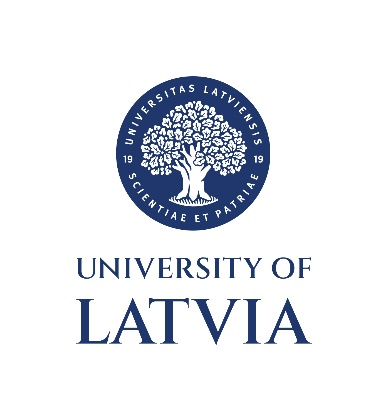 UNIVERSITAS LATVIENSIS
19 19
SCIENTIAE ET PATRIAE
UNIVERSITY OF
LATVIA